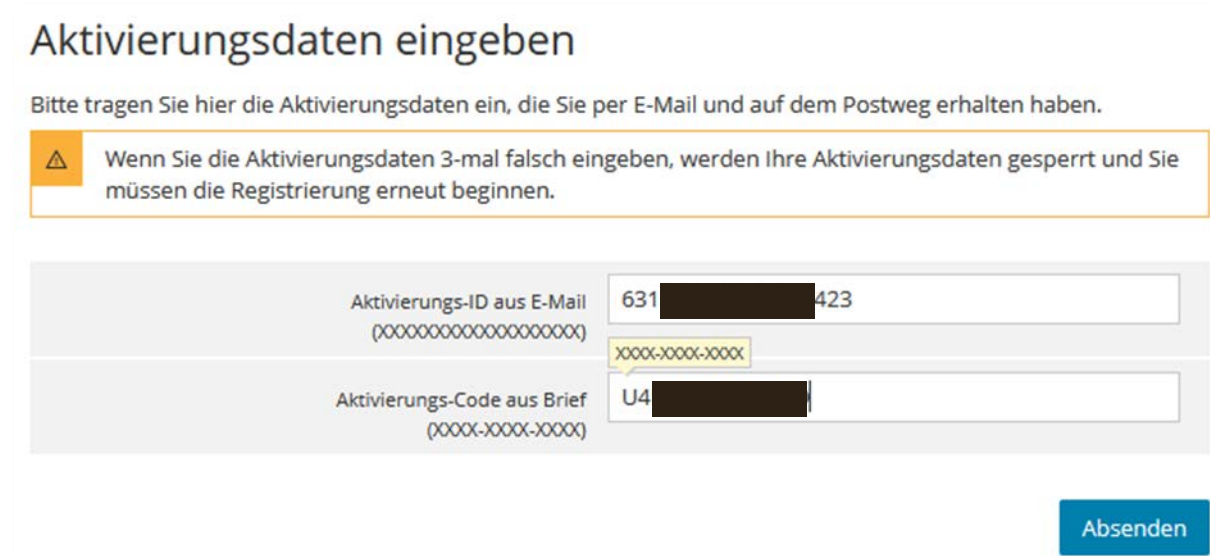 Aktivierungsdaten eingeben
Bitte tragen Sie hier die Aktivierungsdaten ein, die Sie per E-Mail und auf dem Postweg erhalten haben.
Wenn Sie die Aktivierungsdaten 3-mal falsch eingeben, werden Ihre Aktivierungsdaten gesperrt und Sie
müssen die Registrierung erneut beginnen.
Aktivierungs-ID aus E-Mail
631 423
(XXXXXXXXXXXXXXXXXXX)
XXXX-XXXX-XXXX
Aktivierungs-Code aus Brief
U4
(XXXX-XXXX-XXXX)
Absenden